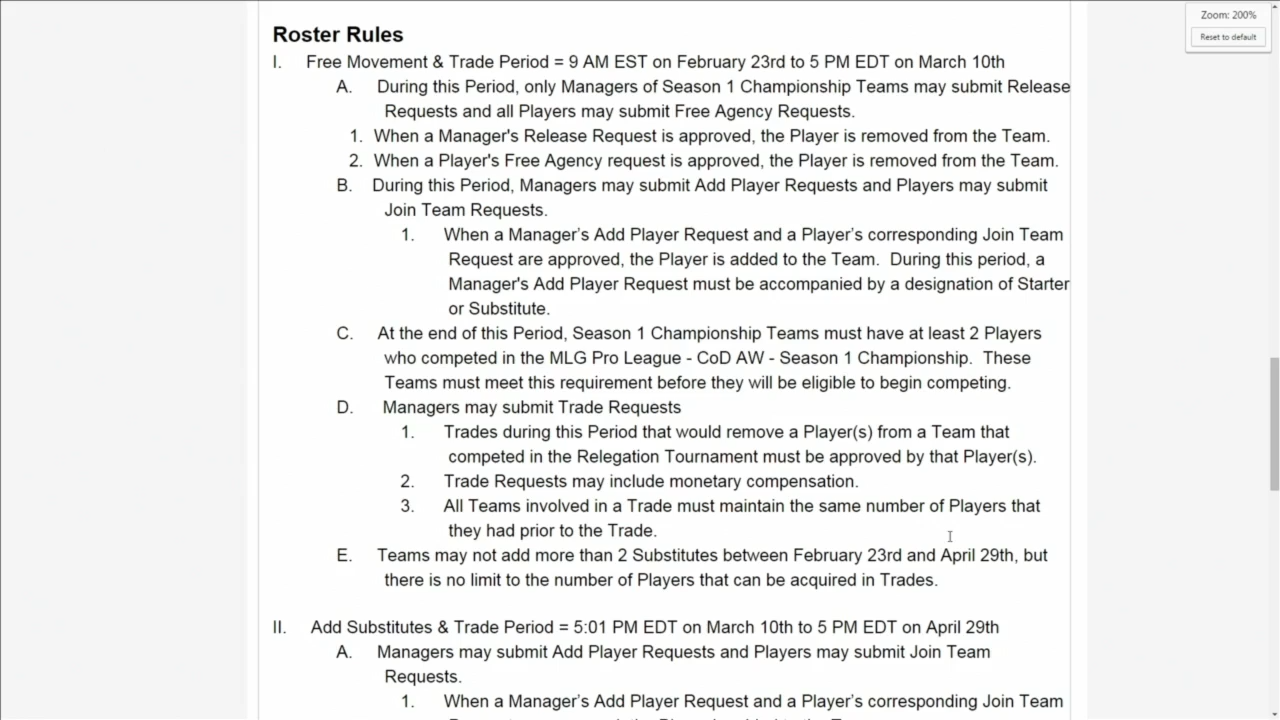 Zoom: 200%
Reset to default
Roster Rules
I. Free Movement & Trade Period = 9 AM EST on February 23rd to 5 PM EDT on March 10th
A. During this Period, only Managers of Season 1 Championship Teams may submit Release
Requests and all Players may submit Free Agency Requests.
1. When a Manager's Release Request is approved, the Player is removed from the Team.
2. When a Player's Free Agency request is approved, the Player is removed from the Team.
B. During this Period, Managers may submit Add Player Requests and Players may submit
Join Team Requests.
1. When a Manager’s Add Player Request and a Player’s corresponding Join Team
Request are approved, the Player is added to the Team. During this period, a
Manager's Add Player Request must be accompanied by a designation of Starter
or Substitute.
C. At the end of this Period, Season 1 Championship Teams must have at least 2 Players
who competed in the MLG Pro League - CoD AW - Season 1 Championship. These
Teams must meet this requirement before they will be eligible to begin competing.
D. Managers may submit Trade Requests
1. Trades during this Period that would remove a Player(s) from a Team that
competed in the Relegation Tournament must be approved by that Player(s).
2. Trade Requests may include monetary compensation.
3. All Teams involved in a Trade must maintain the same number of Players that
they had prior to the Trade.
E. Teams may not add more than 2 Substitutes between February 23rd and April 29th, but
there is no limit to the number of Players that can be acquired in Trades.
II. Add Substitutes & Trade Period = 5:01 PM EDT on March 10th to 5 PM EDT on April 29th
A. Managers may submit Add Player Requests and Players may submit Join Team
Requests.
1. When a Manager’s Add Player Request and a Player’s corresponding Join Team